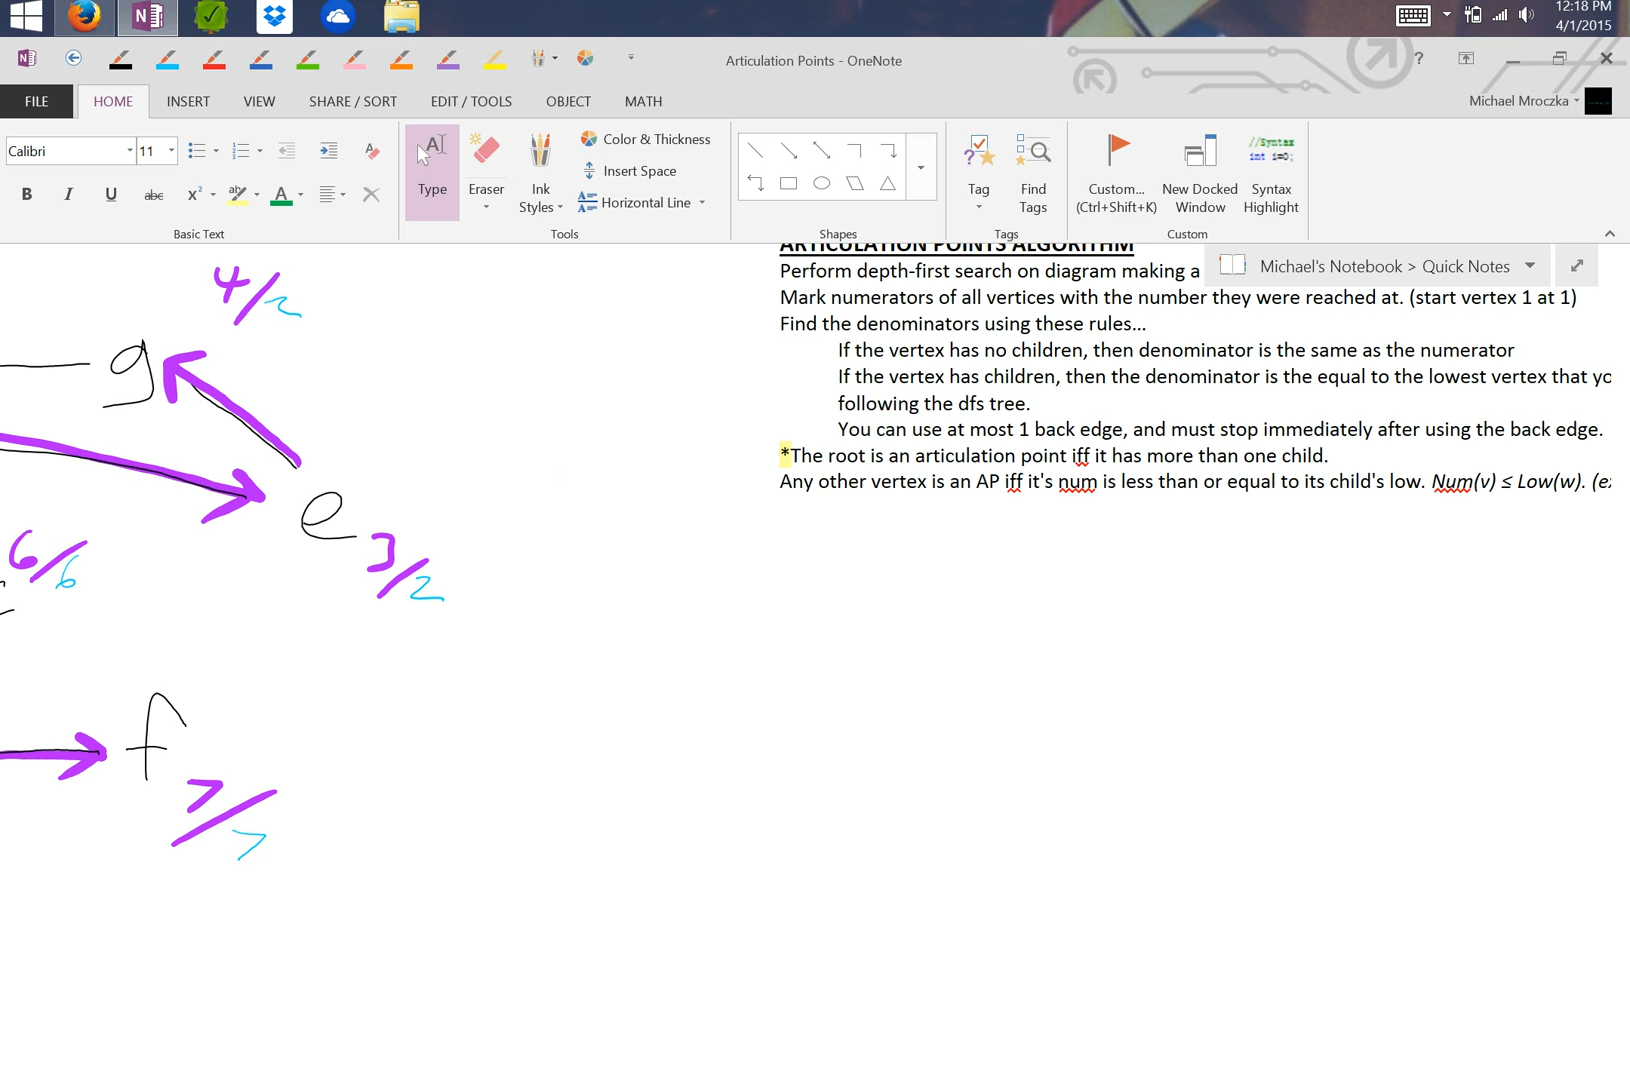 12:18 PM
4/1/2015
Articulation Points - OneNote
?
FILE HOME INSERT VIEW SHARE / SORT EDIT / TOOLS OBJECT MATH
Michael Mroczka
Calibri 11
B I U abc x² ab A
Type
Eraser
Ink Styles
Color & Thickness
Insert Space
Horizontal Line
Tag
Find Tags
Custom... (Ctrl+Shift+K)
New Docked Window
//Syntax
int i=0;
Syntax Highlight
Basic Text
Tools
Shapes
Tags
Custom
Michael's Notebook > Quick Notes
ARTICULATION POINTS ALGORITHM
Perform depth-first search on diagram making a
Mark numerators of all vertices with the number they were reached at. (start vertex 1 at 1)
Find the denominators using these rules...
If the vertex has no children, then denominator is the same as the numerator
If the vertex has children, then the denominator is the equal to the lowest vertex that yo
following the dfs tree.
You can use at most 1 back edge, and must stop immediately after using the back edge.
*The root is an articulation point iff it has more than one child.
Any other vertex is an AP iff it's num is less than or equal to its child's low. Num(v) ≤ Low(w). (e
4/2
g
e
3/2
6/6
f
7/7